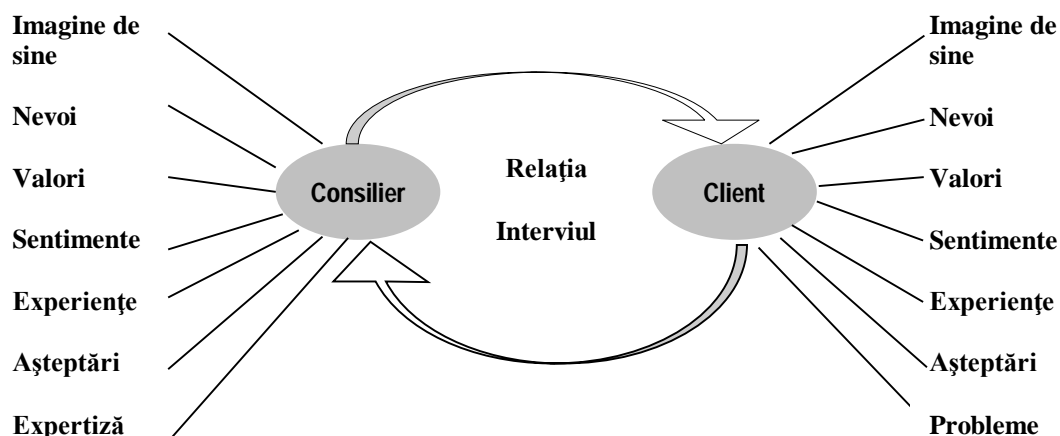 Imagine de
sine
Nevoi
Valori
Sentimente
Experienţe
Aşteptări
Expertiză
Consilier
Relaţia
Interviul
Client
Imagine de
sine
Nevoi
Valori
Sentimente
Experienţe
Aşteptări
Probleme